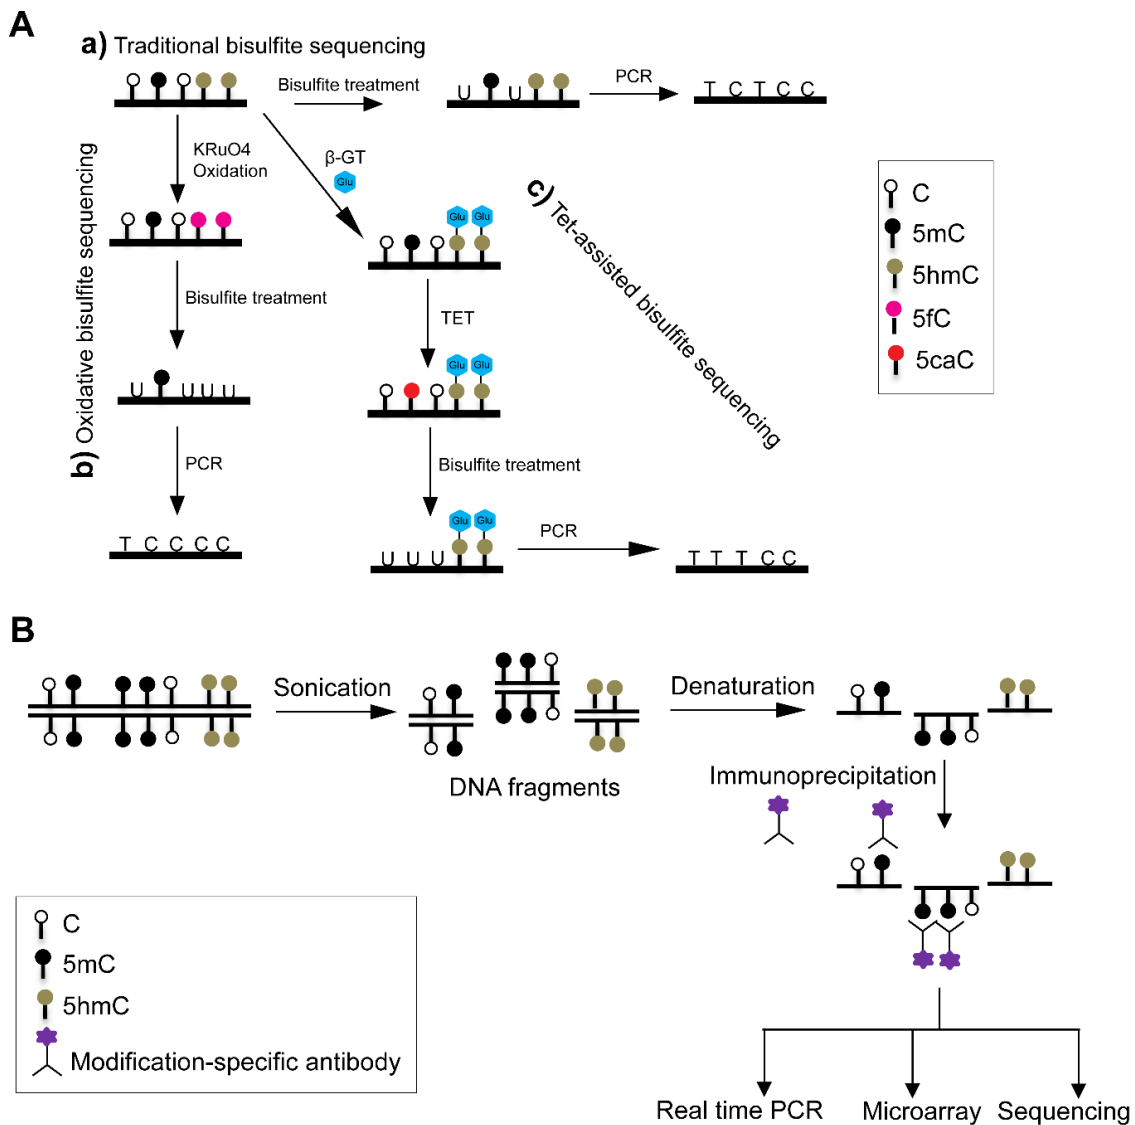 A
a) Traditional bisulfite sequencing
Bisulfite treatment
U U
PCR
T C T C C
KRuO4
Oxidation
β-GT
Glu
Glu Glu
b) Oxidative bisulfite sequencing
c) Tet-assisted bisulfite sequencing
C
5mC
5hmC
5fC
5caC
Bisulfite treatment
TET
Glu Glu
U U U U
PCR
Bisulfite treatment
T C C C C
Glu Glu
U U U
PCR
T T T C C
B
Sonication
DNA fragments
Denaturation
Immunoprecipitation
C
5mC
5hmC
Modification-specific antibody
Real time PCR
Microarray
Sequencing